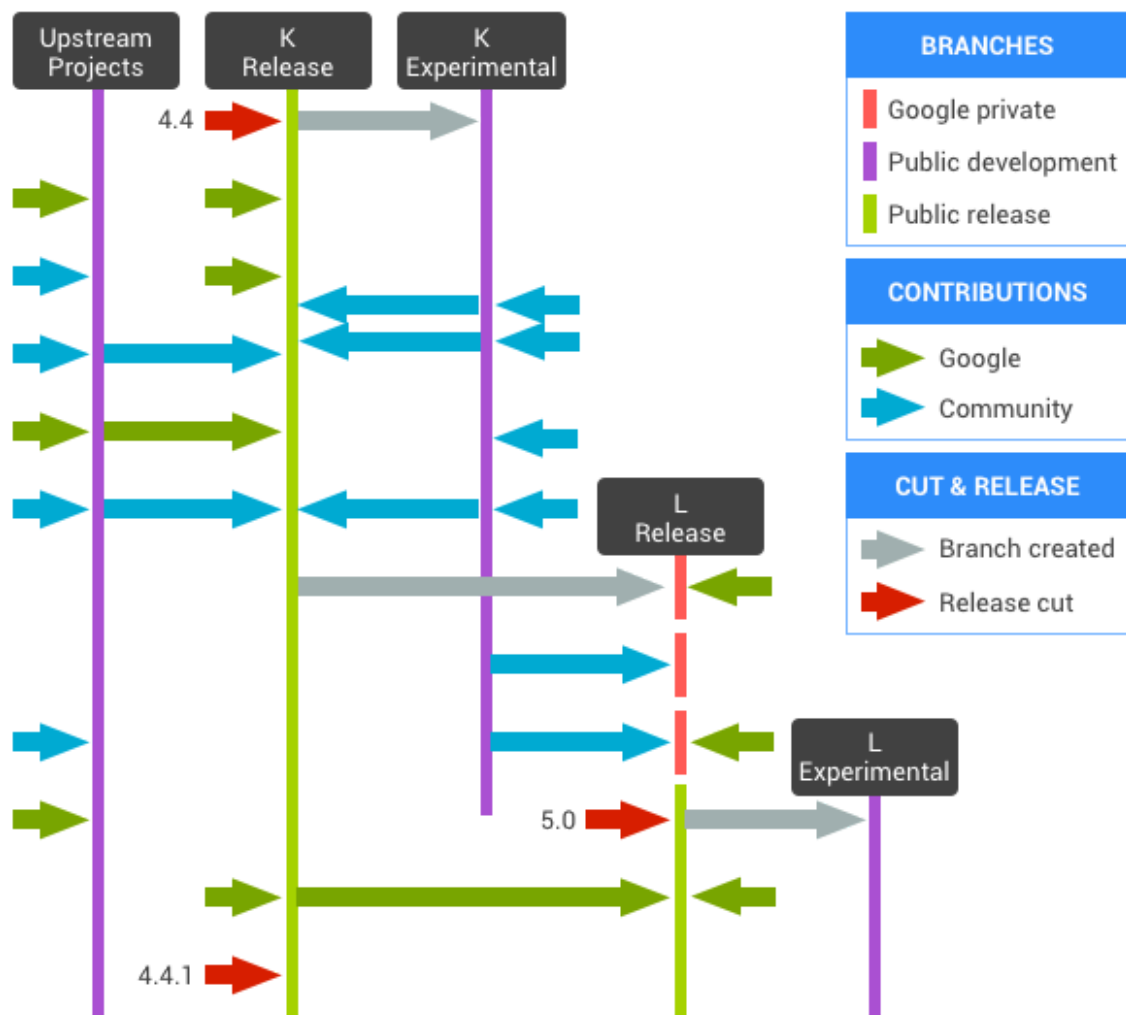 Upstream
Projects
K
Release
K
Experimental
4.4
L
Release
L
Experimental
5.0
4.4.1
BRANCHES
Google private
Public development
Public release
CONTRIBUTIONS
Google
Community
CUT & RELEASE
Branch created
Release cut